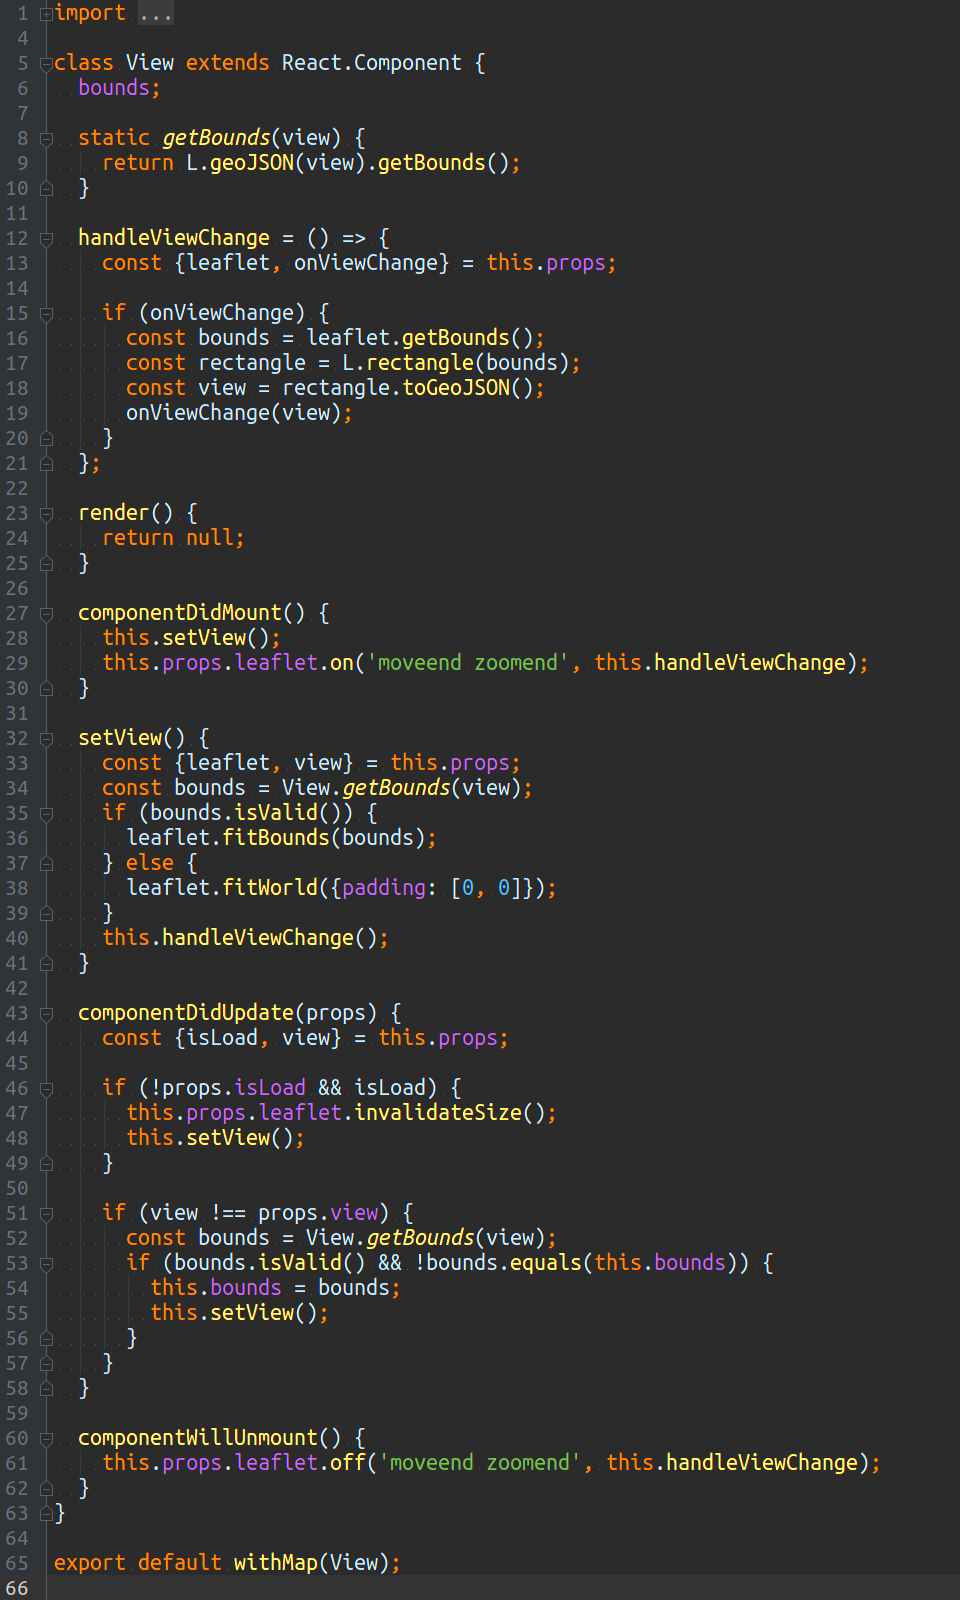 1 import ...
4
5 class View extends React.Component {
6   bounds;
7
8   static getBounds(view) {
9     return L.geoJSON(view).getBounds();
10   }
11
12   handleViewChange = () => {
13     const {leaflet, onViewChange} = this.props;
14
15     if (onViewChange) {
16       const bounds = leaflet.getBounds();
17       const rectangle = L.rectangle(bounds);
18       const view = rectangle.toGeoJSON();
19       onViewChange(view);
20     }
21   };
22
23   render() {
24     return null;
25   }
26
27   componentDidMount() {
28     this.setView();
29     this.props.leaflet.on('moveend zoomend', this.handleViewChange);
30   }
31
32   setView() {
33     const {leaflet, view} = this.props;
34     const bounds = View.getBounds(view);
35     if (bounds.isValid()) {
36       leaflet.fitBounds(bounds);
37     } else {
38       leaflet.fitWorld({padding: [0, 0]});
39     }
40     this.handleViewChange();
41   }
42
43   componentDidUpdate(props) {
44     const {isLoad, view} = this.props;
45
46     if (!props.isLoad && isLoad) {
47       this.props.leaflet.invalidateSize();
48       this.setView();
49     }
50
51     if (view !== props.view) {
52       const bounds = View.getBounds(view);
53       if (bounds.isValid() && !bounds.equals(this.bounds)) {
54         this.bounds = bounds;
55         this.setView();
56       }
57     }
58   }
59
60   componentWillUnmount() {
61     this.props.leaflet.off('moveend zoomend', this.handleViewChange);
62   }
63 }
64
65 export default withMap(View);
66